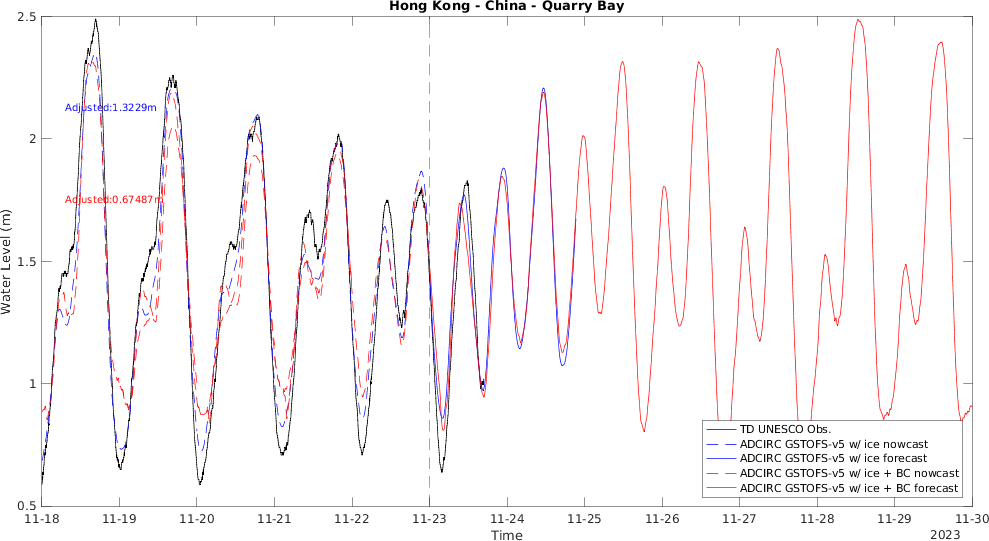 Hong Kong - China - Quarry Bay
2.5
2
1.5
1
0.5
Water Level (m)
Adjusted:1.3229m
Adjusted:0.67487m
TD UNESCO Obs.
ADCIRC GSTOFS-v5 w/ ice nowcast
ADCIRC GSTOFS-v5 w/ ice forecast
ADCIRC GSTOFS-v5 w/ ice + BC nowcast
ADCIRC GSTOFS-v5 w/ ice + BC forecast
11-18 11-19 11-20 11-21 11-22 11-23 11-24 11-25 11-26 11-27 11-28 11-29 11-30
Time
2023